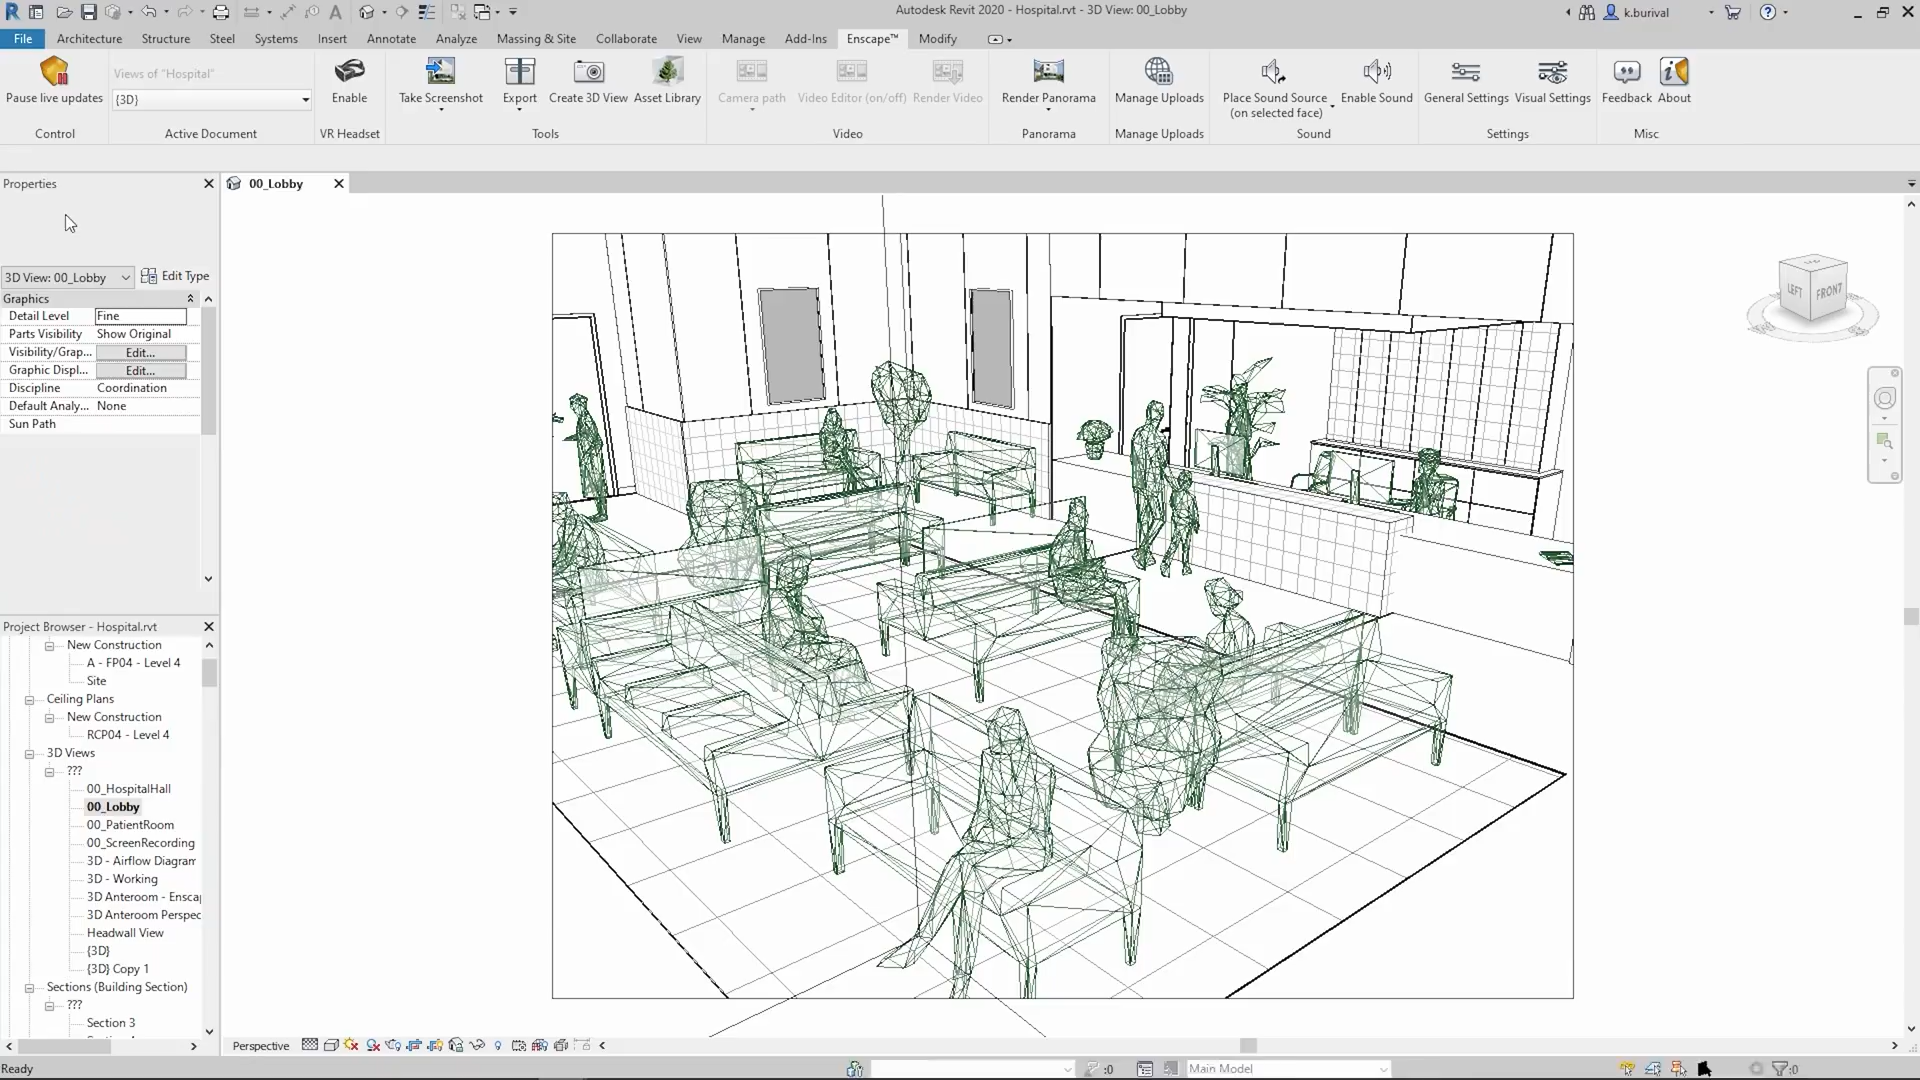 Autodesk Revit 2020 - Hospital.rvt - 3D View: 00_Lobby
k.burival
File
Architecture
Structure
Steel
Systems
Insert
Annotate
Analyze
Massing & Site
Collaborate
View
Manage
Add-Ins
Enscape™
Modify
Pause live updates
Views of "Hospital"
{3D}
Enable
Take Screenshot
Export
Create 3D View
Asset Library
Camera path
Video Editor (on/off)
Render Video
Render Panorama
Manage Uploads
Place Sound Source
(on selected face)
Enable Sound
General Settings
Visual Settings
Feedback
About
Control
Active Document
VR Headset
Tools
Video
Panorama
Manage Uploads
Sound
Settings
Misc
Properties
00_Lobby
3D View: 00_Lobby
Edit Type
Graphics
Detail Level
Fine
Parts Visibility
Show Original
Visibility/Grap...
Edit...
Graphic Displ...
Edit...
Discipline
Coordination
Default Analy...
None
Sun Path
LEFT
FRONT
Project Browser - Hospital.rvt
New Construction
A - FP04 - Level 4
Site
Ceiling Plans
New Construction
RCP04 - Level 4
3D Views
???
00_HospitalHall
00_Lobby
00_PatientRoom
00_ScreenRecording
3D - Airflow Diagram
3D - Working
3D Anteroom - Enscap
3D Anteroom Perspec
Headwall View
{3D}
{3D} Copy 1
Sections (Building Section)
???
Section 3
Perspective
Ready
:0
Main Model
:0